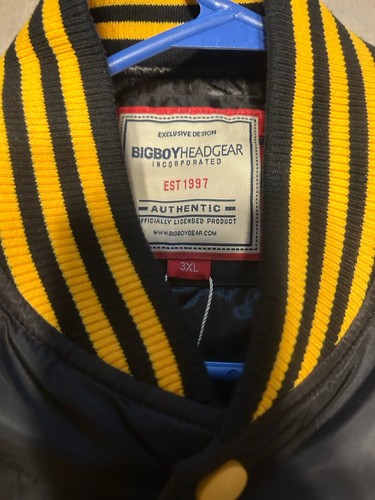 EXCLUSIVE DESIGN
BIGBOYHEADGEAR
INCORPORATED
EST 1997
AUTHENTIC
OFFICIALLY LICENSED PRODUCT
WWW.BIGBOYGEAR.COM
3XL